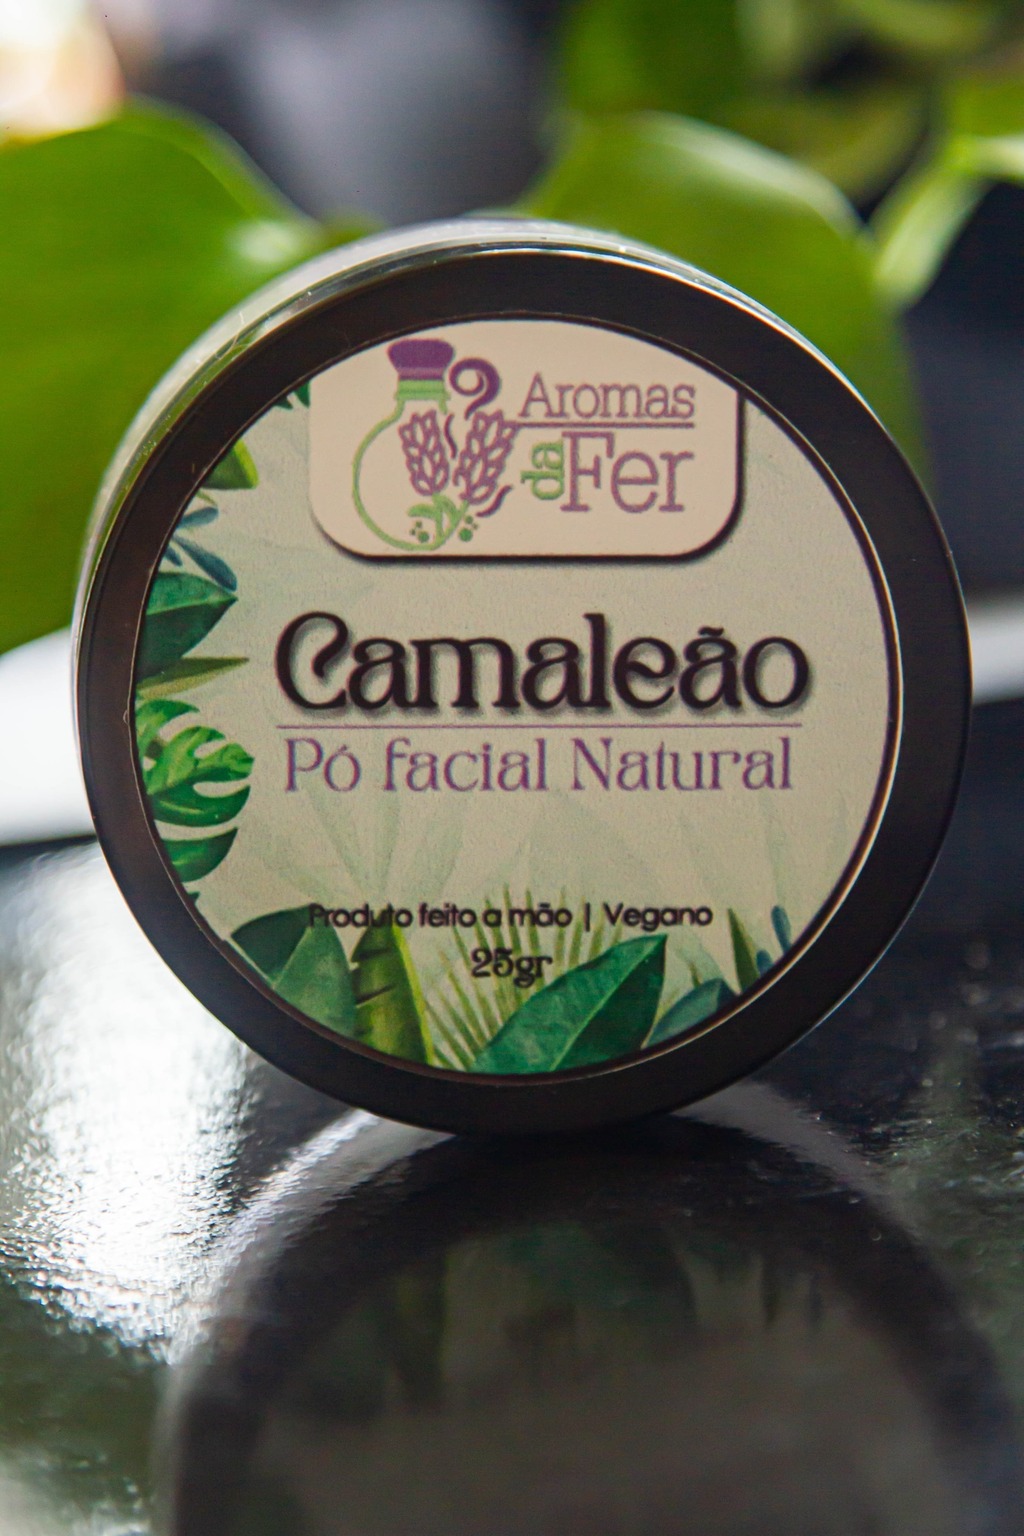 Aromas
da Fer
Camaleão
Pó facial Natural
Produto feito a mão | Vegano
25gr